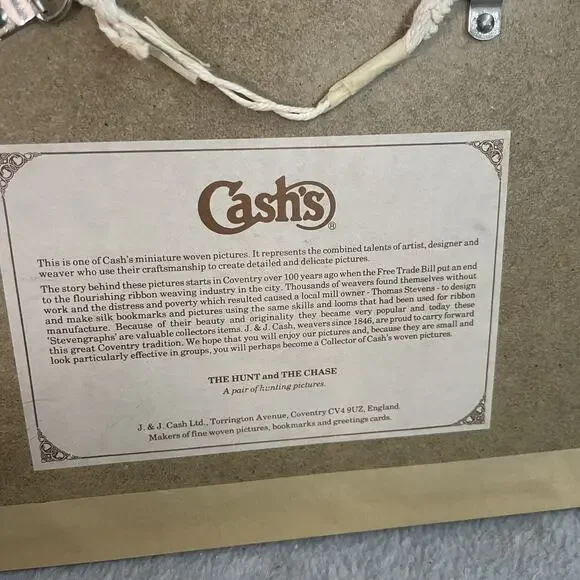 Cash's ®
This is one of Cash's miniature woven pictures. It represents the combined talents of artist, designer and
weaver who use their craftsmanship to create detailed and delicate pictures.
The story behind these pictures starts in Coventry over 100 years ago when the Free Trade Bill put an end
to the flourishing ribbon weaving industry in the city. Thousands of weavers found themselves without
work and the distress and poverty which resulted caused a local mill owner - Thomas Stevens - to design
and make silk bookmarks and pictures using the same skills and looms that had been used for ribbon
manufacture. Because of their beauty and originality they became very popular and today these
'Stevengraphs' are valuable collectors items. J. & J. Cash, weavers since 1846, are proud to carry forward
this great Coventry tradition. We hope that you will enjoy our pictures and, because they are small and
look particularly effective in groups, you will perhaps become a Collector of Cash's woven pictures.
THE HUNT and THE CHASE
A pair of hunting pictures.
J. & J. Cash Ltd., Torrington Avenue, Coventry CV4 9UZ, England.
Makers of fine woven pictures, bookmarks and greetings cards.